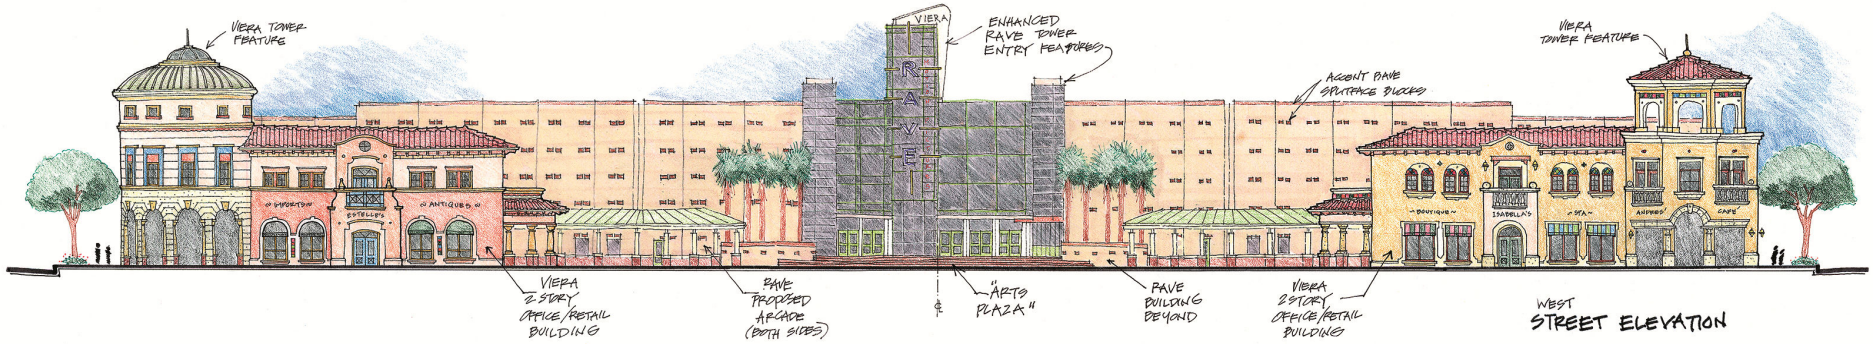 VIERA TOWER
FEATURE
VIERA
ENHANCED
RAVE TOWER
ENTRY FEATURES
VIERA
TOWER FEATURE
ACCENT RAVE
SPLITFACE BLOCKS
RAVE
~ IMPORTS ~
ESTELLE'S
~ ANTIQUES ~
~ BOUTIQUE ~
ISABELLA'S
~ STA ~
ANDRES'
CAFE
VIERA
2 STORY
OFFICE/RETAIL
BUILDING
RAVE
PROPOSED
ARCADE
(BOTH SIDES)
℄
"ARTS
PLAZA"
RAVE
BUILDING
BEYOND
VIERA
2 STORY
OFFICE/RETAIL
BUILDING
WEST
STREET ELEVATION